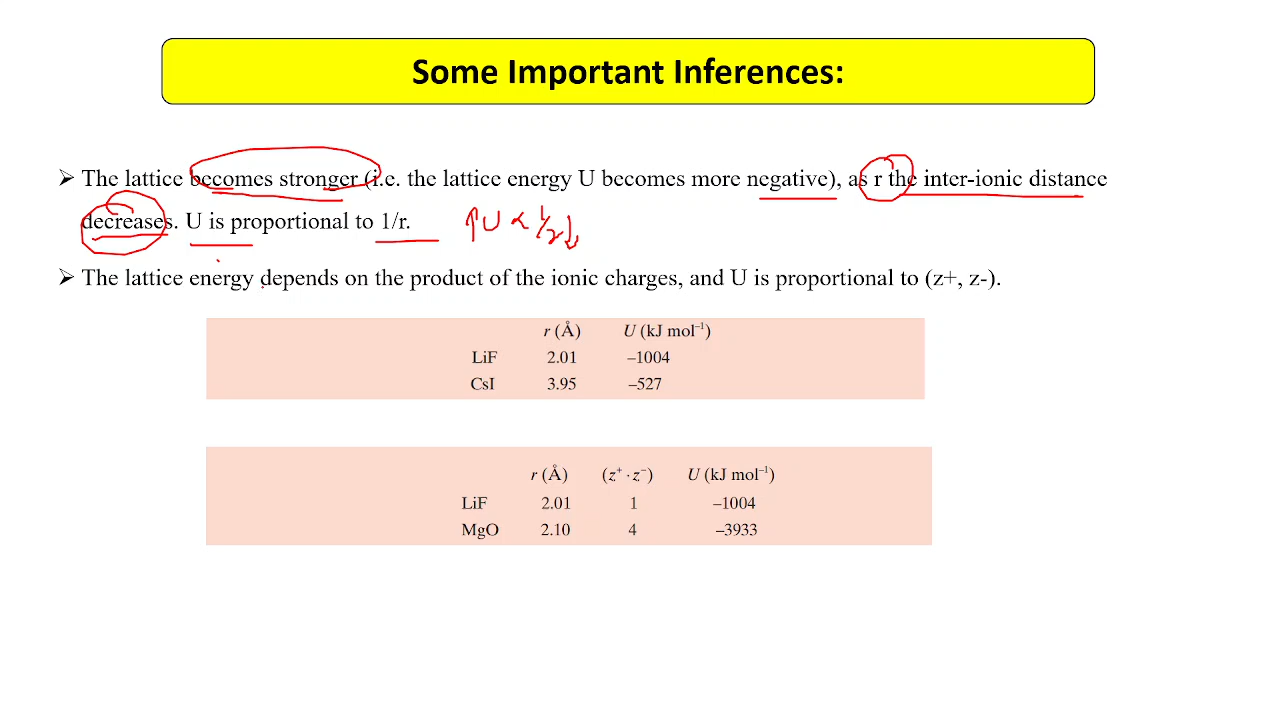 Some Important Inferences:
➢ The lattice becomes stronger (i.e. the lattice energy U becomes more negative), as r the inter-ionic distance
decreases. U is proportional to 1/r. ↑U ∝ 1/r↓
➢ The lattice energy depends on the product of the ionic charges, and U is proportional to (z+, z-).
r (Å) U (kJ mol⁻¹)
LiF 2.01 –1004
CsI 3.95 –527
r (Å) (z⁺ · z⁻) U (kJ mol⁻¹)
LiF 2.01 1 –1004
MgO 2.10 4 –3933